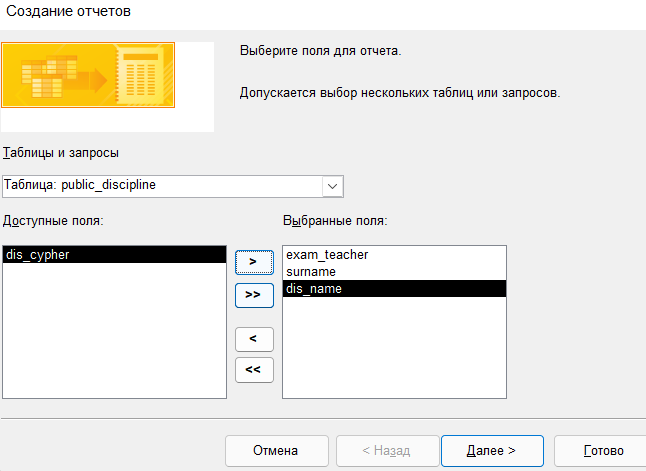 Создание отчетов
Выберите поля для отчета.
Допускается выбор нескольких таблиц или запросов.
Таблицы и запросы
Таблица: public_discipline
Доступные поля:
Выбранные поля:
dis_cypher
>
>>
<
<<
exam_teacher
surname
dis_name
Отмена
< Назад
Далее >
Готово